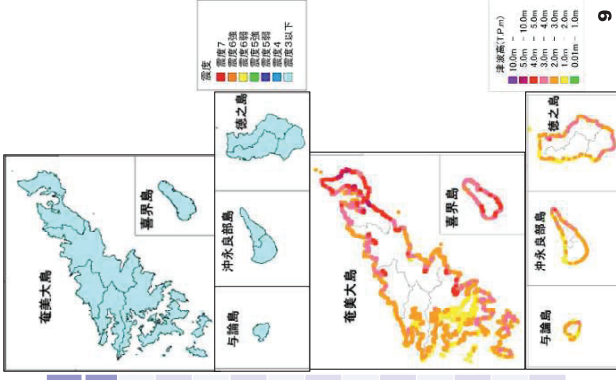 奄美大島
喜界島
与論島
沖永良部島
徳之島
震度
震度7
震度6強
震度6弱
震度5強
震度5弱
震度4
震度3以下
奄美大島
喜界島
与論島
沖永良部島
徳之島
津波高(T.P.m)
10.0m -
5.0m - 10.0m
4.0m - 5.0m
3.0m - 4.0m
2.0m - 3.0m
1.0m - 2.0m
0.01m - 1.0m
9